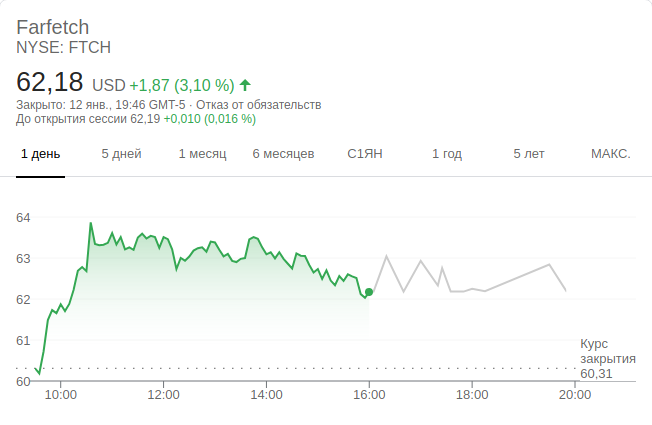 Farfetch
NYSE: FTCH
62,18 USD +1,87 (3,10 %)
Закрыто: 12 янв., 19:46 GMT-5 · Отказ от обязательств
До открытия сессии 62,19 +0,010 (0,016 %)
1 день 5 дней 1 месяц 6 месяцев С1ЯН 1 год 5 лет МАКС.
64
63
62
61
60
Курс
закрытия
60,31
10:00 12:00 14:00 16:00 18:00 20:00